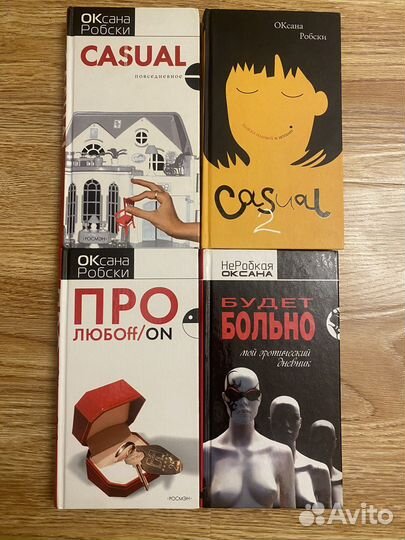 ОКсана
Робски
CASUAL
повседневное
·РОСМЭН·
ОКсана
Робски
Casual
2
ОКсана
Робски
ПРО
ЛЮБOFF/ON
·РОСМЭН·
НеРобкая
ОКСАНА
БУДЕТ
БОЛЬНО
мой эротический
дневник
Avito